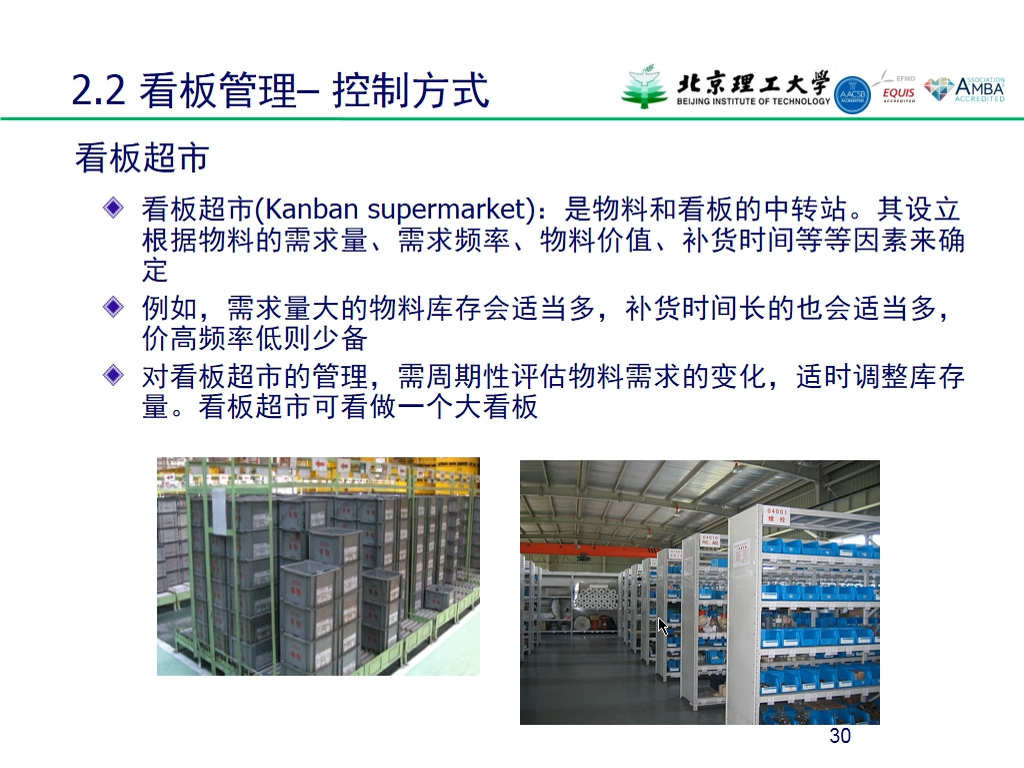 2.2 看板管理– 控制方式
北京理工大学
BEIJING INSTITUTE OF TECHNOLOGY
AACSB
ACCREDITED
EFMD
EQUIS
ACCREDITED
ASSOCIATION
AMBA
ACCREDITED
看板超市
看板超市(Kanban supermarket)：是物料和看板的中转站。其设立
根据物料的需求量、需求频率、物料价值、补货时间等等因素来确
定
例如，需求量大的物料库存会适当多，补货时间长的也会适当多，
价高频率低则少备
对看板超市的管理，需周期性评估物料需求的变化，适时调整库存
量。看板超市可看做一个大看板
04001
螺栓
30